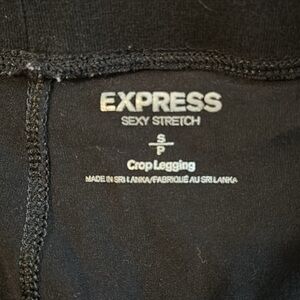 EXPRESS
SEXY STRETCH
S
P
Crop Legging
MADE IN SRI LANKA/FABRIQUÉ AU SRI LANKA